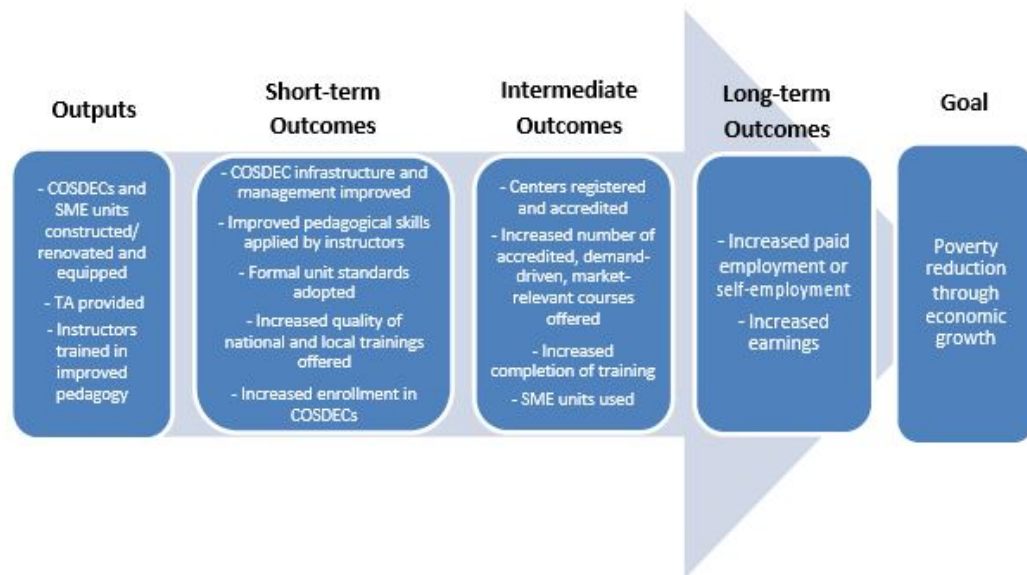 Outputs
- COSDECs and
SME units
constructed/
renovated and
equipped
- TA provided
- Instructors
trained in
improved
pedagogy
Short-term
Outcomes
- COSDEC infrastructure and
management improved
- Improved pedagogical skills
applied by instructors
- Formal unit standards
adopted
- Increased quality of
national and local trainings
offered
- Increased enrollment in
COSDECs
Intermediate
Outcomes
- Centers registered
and accredited
- Increased number of
accredited, demand-
driven, market-
relevant courses
offered
- Increased
completion of training
- SME units used
Long-term
Outcomes
- Increased paid
employment or
self-employment
- Increased
earnings
Goal
Poverty
reduction
through
economic
growth